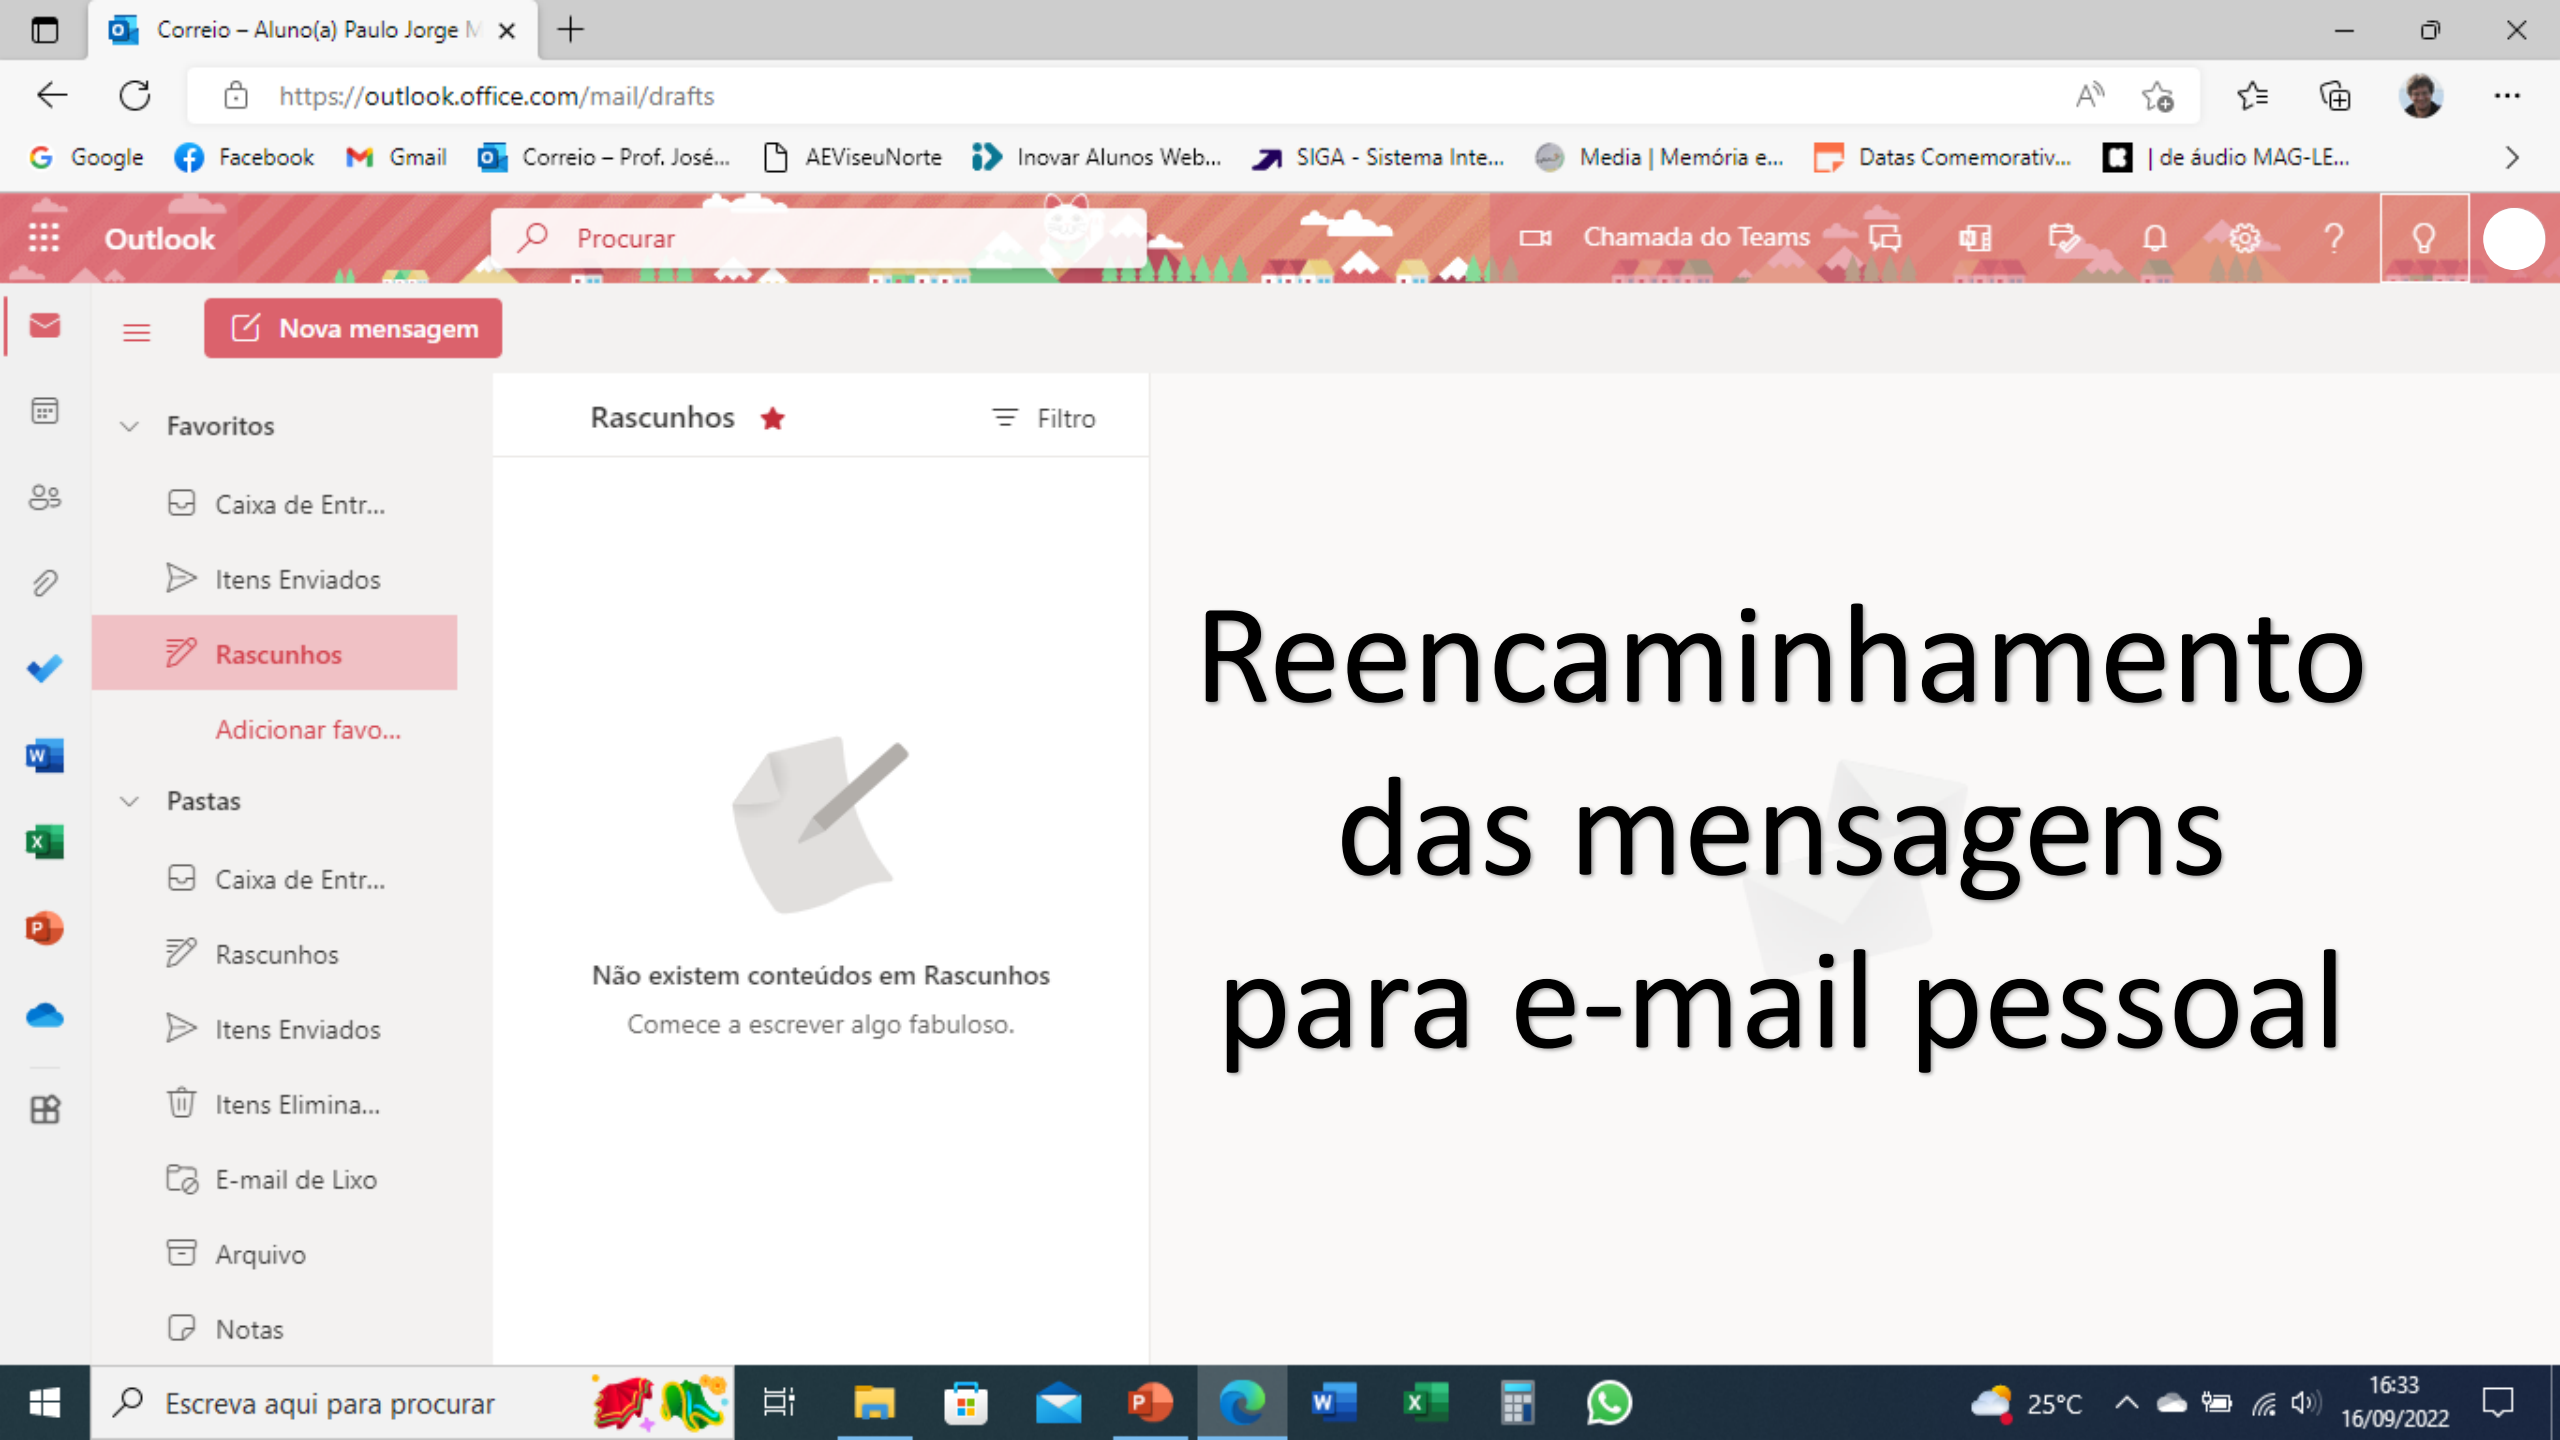 Correio – Aluno(a) Paulo Jorge M
https://outlook.office.com/mail/drafts
Google Facebook Gmail Correio – Prof. José... AEViseuNorte Inovar Alunos Web... SIGA - Sistema Inte... Media | Memória e... Datas Comemorativ... | de áudio MAG-LE...
Outlook Procurar Chamada do Teams
Nova mensagem
Favoritos
Caixa de Entr...
Itens Enviados
Rascunhos
Adicionar favo...
Pastas
Caixa de Entr...
Rascunhos
Itens Enviados
Itens Elimina...
E-mail de Lixo
Arquivo
Notas
Rascunhos Filtro
Não existem conteúdos em Rascunhos
Comece a escrever algo fabuloso.
Reencaminhamento
das mensagens
para e-mail pessoal
Escreva aqui para procurar
25°C
16:33
16/09/2022